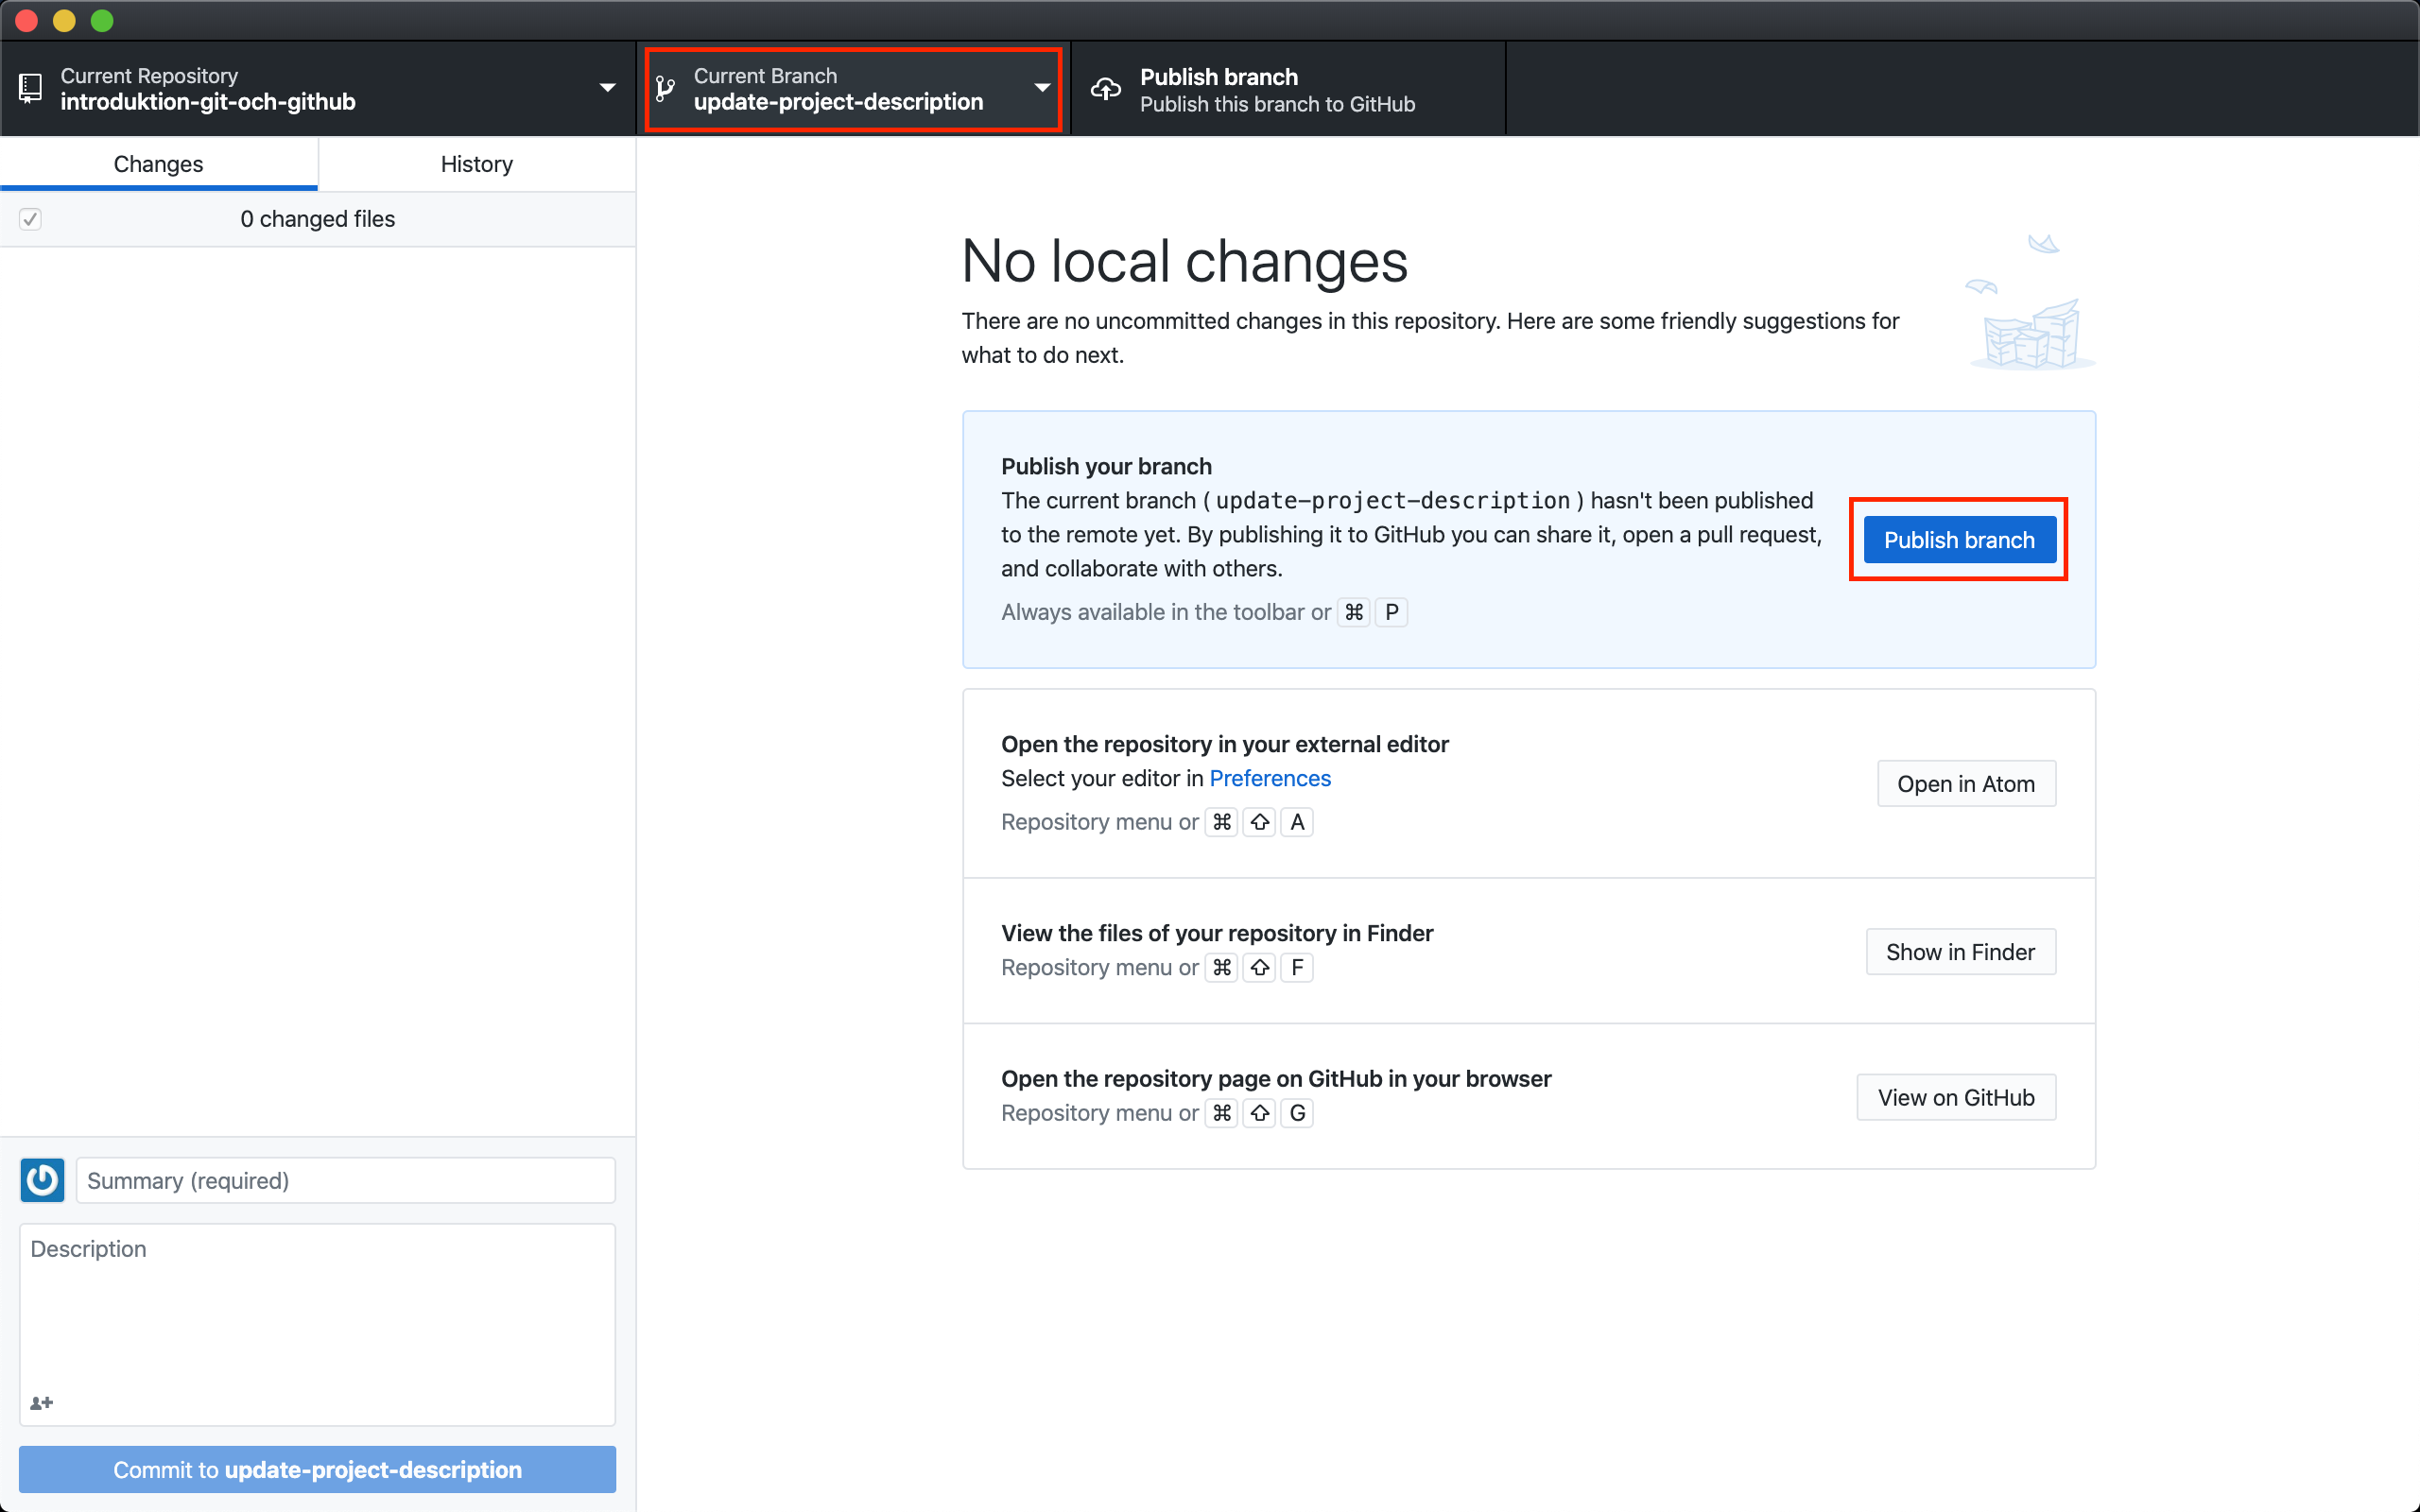 Current Repository
introduktion-git-och-github
Current Branch
update-project-description
Publish branch
Publish this branch to GitHub
Changes
History
0 changed files
No local changes
There are no uncommitted changes in this repository. Here are some friendly suggestions for
what to do next.
Publish your branch
The current branch ( update-project-description ) hasn't been published
to the remote yet. By publishing it to GitHub you can share it, open a pull request,
and collaborate with others.
Always available in the toolbar or ⌘ P
Publish branch
Open the repository in your external editor
Select your editor in Preferences
Repository menu or ⌘ ⇧ A
Open in Atom
View the files of your repository in Finder
Repository menu or ⌘ ⇧ F
Show in Finder
Open the repository page on GitHub in your browser
Repository menu or ⌘ ⇧ G
View on GitHub
Summary (required)
Description
Commit to update-project-description